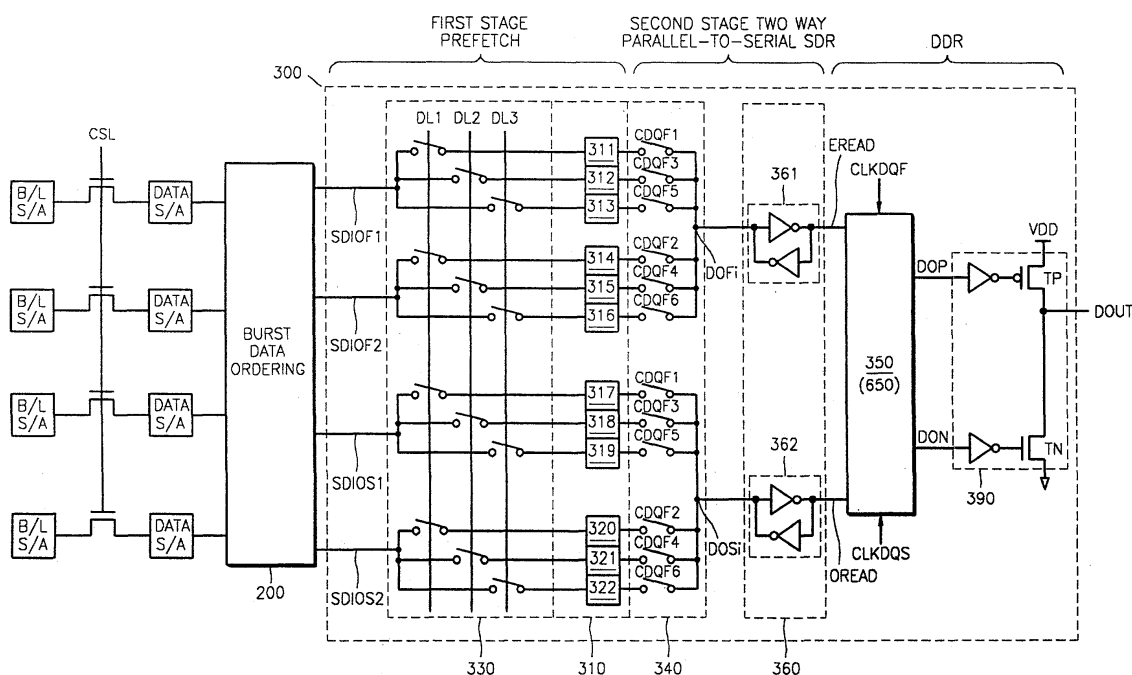 FIRST STAGE
PREFETCH
SECOND STAGE TWO WAY
PARALLEL-TO-SERIAL SDR
DDR
300
CSL
DL1 DL2 DL3
B/L
S/A
DATA
S/A
B/L
S/A
DATA
S/A
B/L
S/A
DATA
S/A
B/L
S/A
DATA
S/A
BURST
DATA
ORDERING
200
SDIOF1
SDIOF2
SDIOS1
SDIOS2
311
312
313
314
315
316
317
318
319
320
321
322
CDQF1
CDQF3
CDQF5
CDQF2
CDQF4
CDQF6
CDQF1
CDQF3
CDQF5
CDQF2
CDQF4
CDQF6
DOFi
DOSi
361
362
EREAD
OREAD
CLKDQF
350
(650)
CLKDQS
DOP
DON
VDD
TP
TN
DOUT
390
330
310
340
360